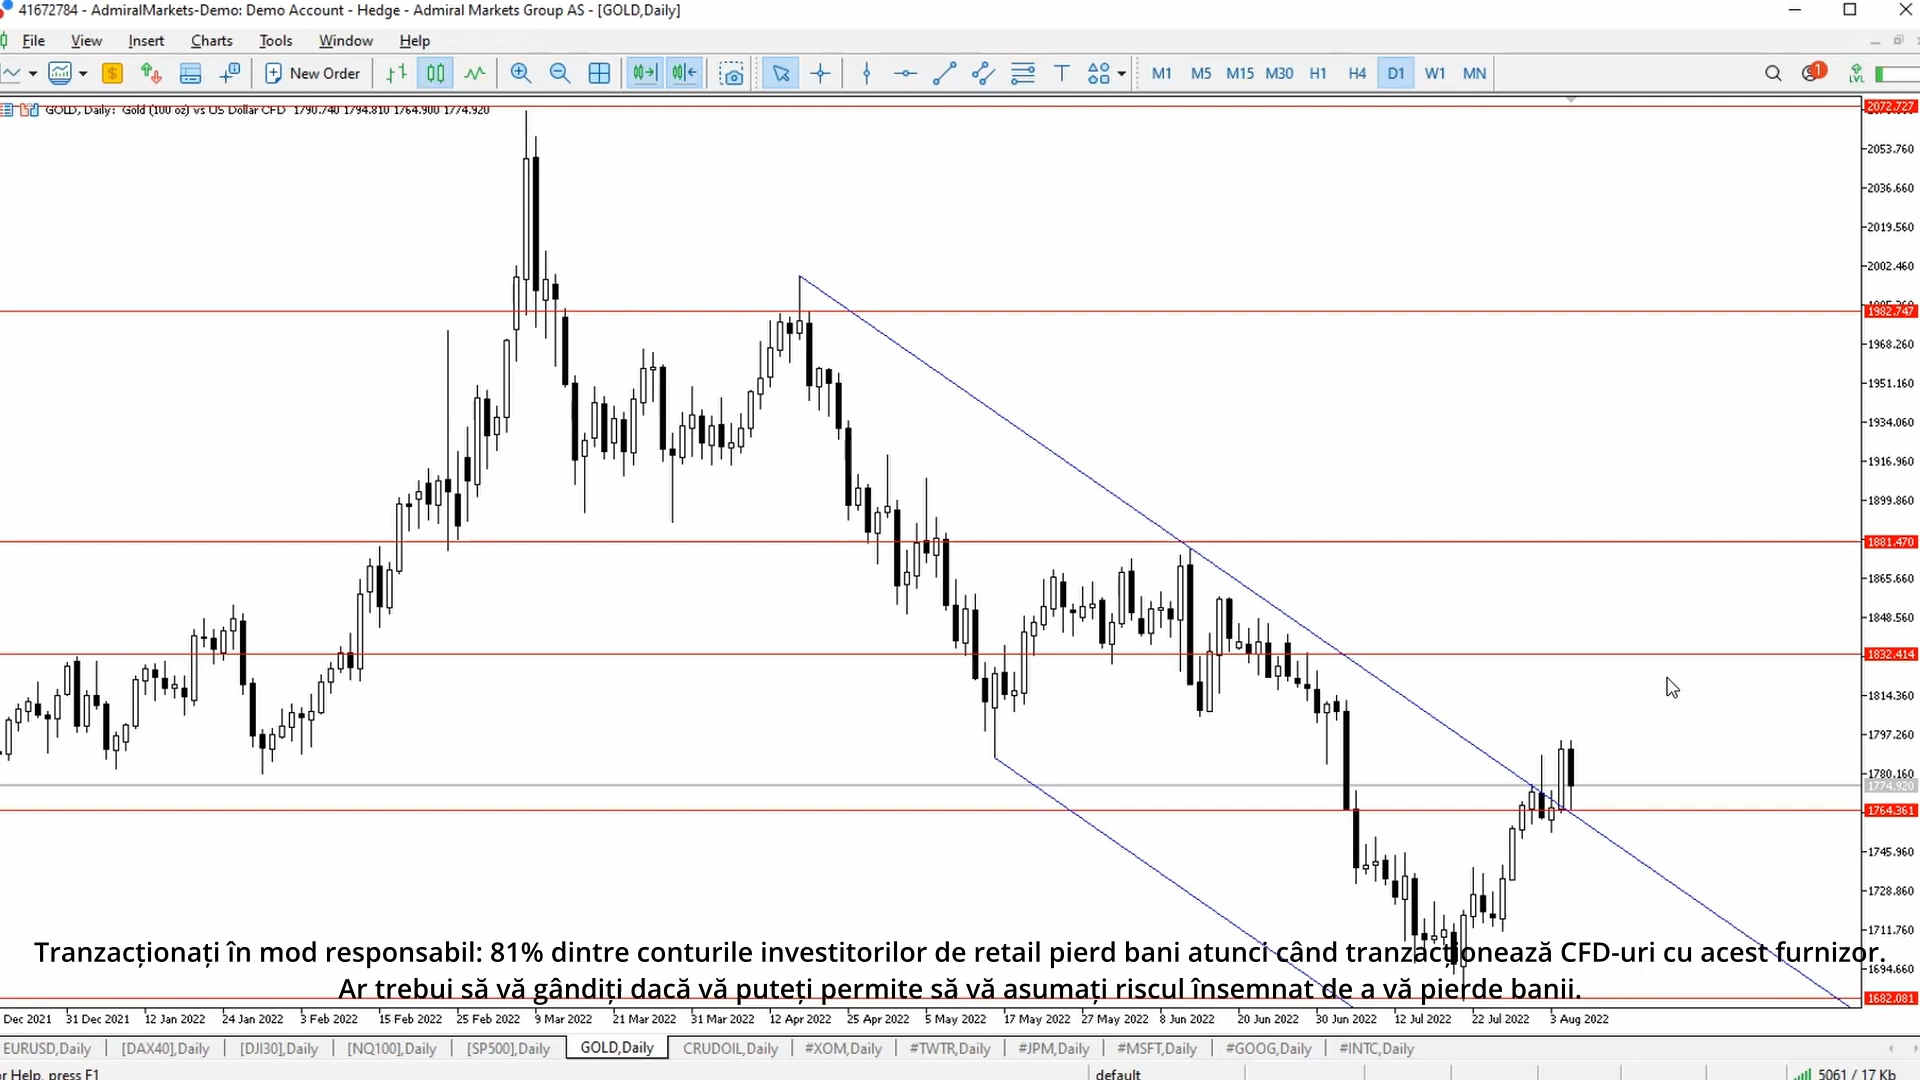 41672784 - AdmiralMarkets-Demo: Demo Account - Hedge - Admiral Markets Group AS - [GOLD,Daily]
File View Insert Charts Tools Window Help
New Order M1 M5 M15 M30 H1 H4 D1 W1 MN 1 LVL
GOLD, Daily: Gold (100 oz) vs US Dollar CFD 1790.740 1794.810 1764.900 1774.920
2072.727
2053.760
2036.660
2019.560
2002.460
1982.747
1968.260
1951.160
1934.060
1916.960
1899.860
1881.470
1865.660
1848.560
1832.414
1814.360
1797.260
1780.160
1774.920
1764.361
1745.960
1728.860
1711.760
1694.660
1682.081
Tranzacționați în mod responsabil: 81% dintre conturile investitorilor de retail pierd bani atunci când tranzacționează CFD-uri cu acest furnizor.
Ar trebui să vă gândiți dacă vă puteți permite să vă asumați riscul însemnat de a vă pierde banii.
Dec 2021 31 Dec 2021 12 Jan 2022 24 Jan 2022 3 Feb 2022 15 Feb 2022 25 Feb 2022 9 Mar 2022 21 Mar 2022 31 Mar 2022 12 Apr 2022 25 Apr 2022 5 May 2022 17 May 2022 27 May 2022 8 Jun 2022 20 Jun 2022 30 Jun 2022 12 Jul 2022 22 Jul 2022 3 Aug 2022
EURUSD,Daily [DAX40],Daily [DJI30],Daily [NQ100],Daily [SP500],Daily GOLD,Daily CRUDOIL,Daily #XOM,Daily #TWTR,Daily #JPM,Daily #MSFT,Daily #GOOG,Daily #INTC,Daily
or Help, press F1 default 5061 / 17 Kb